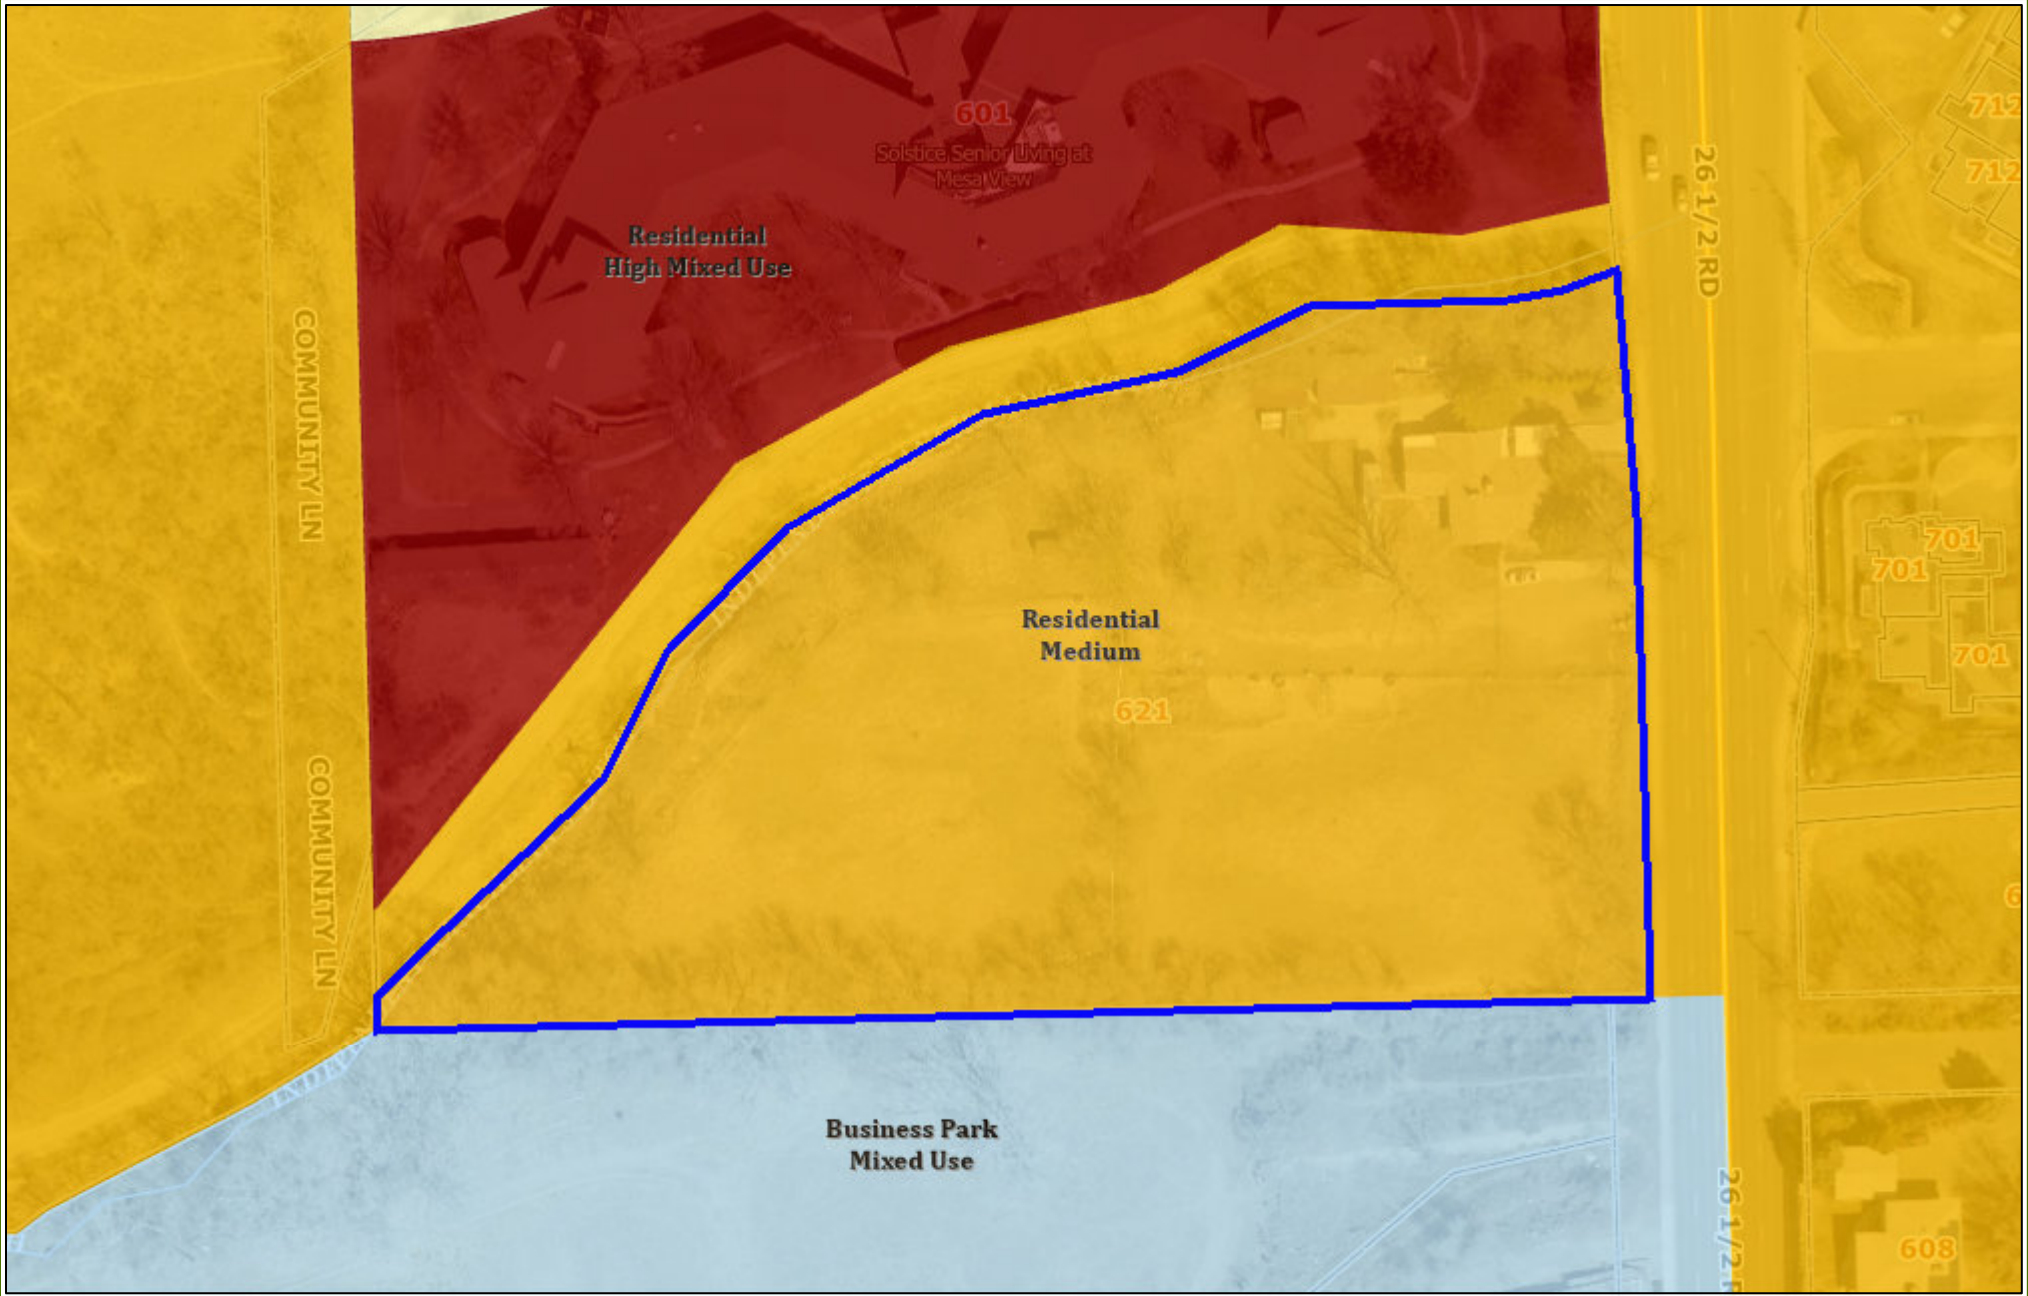 712
601
Solstice Senior Living at
Mesa View
712
26 1/2 RD
Residential
High Mixed Use
COMMUNITY LN
701
701
Residential
Medium
701
621
COMMUNITY LN
Business Park
Mixed Use
26 1/2
608